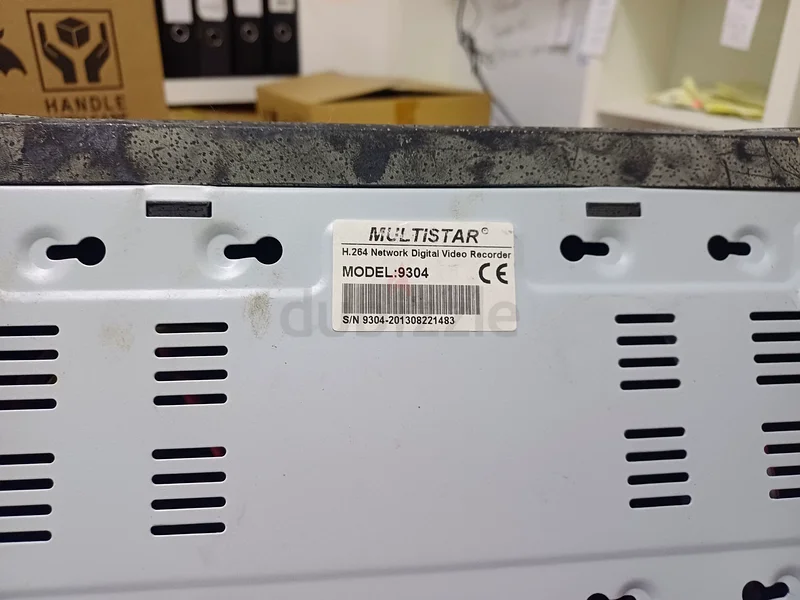 HANDLE
MULTISTAR©
H.264 Network Digital Video Recorder
MODEL:9304
CE
S/N 9304-201308221483
dubizzle